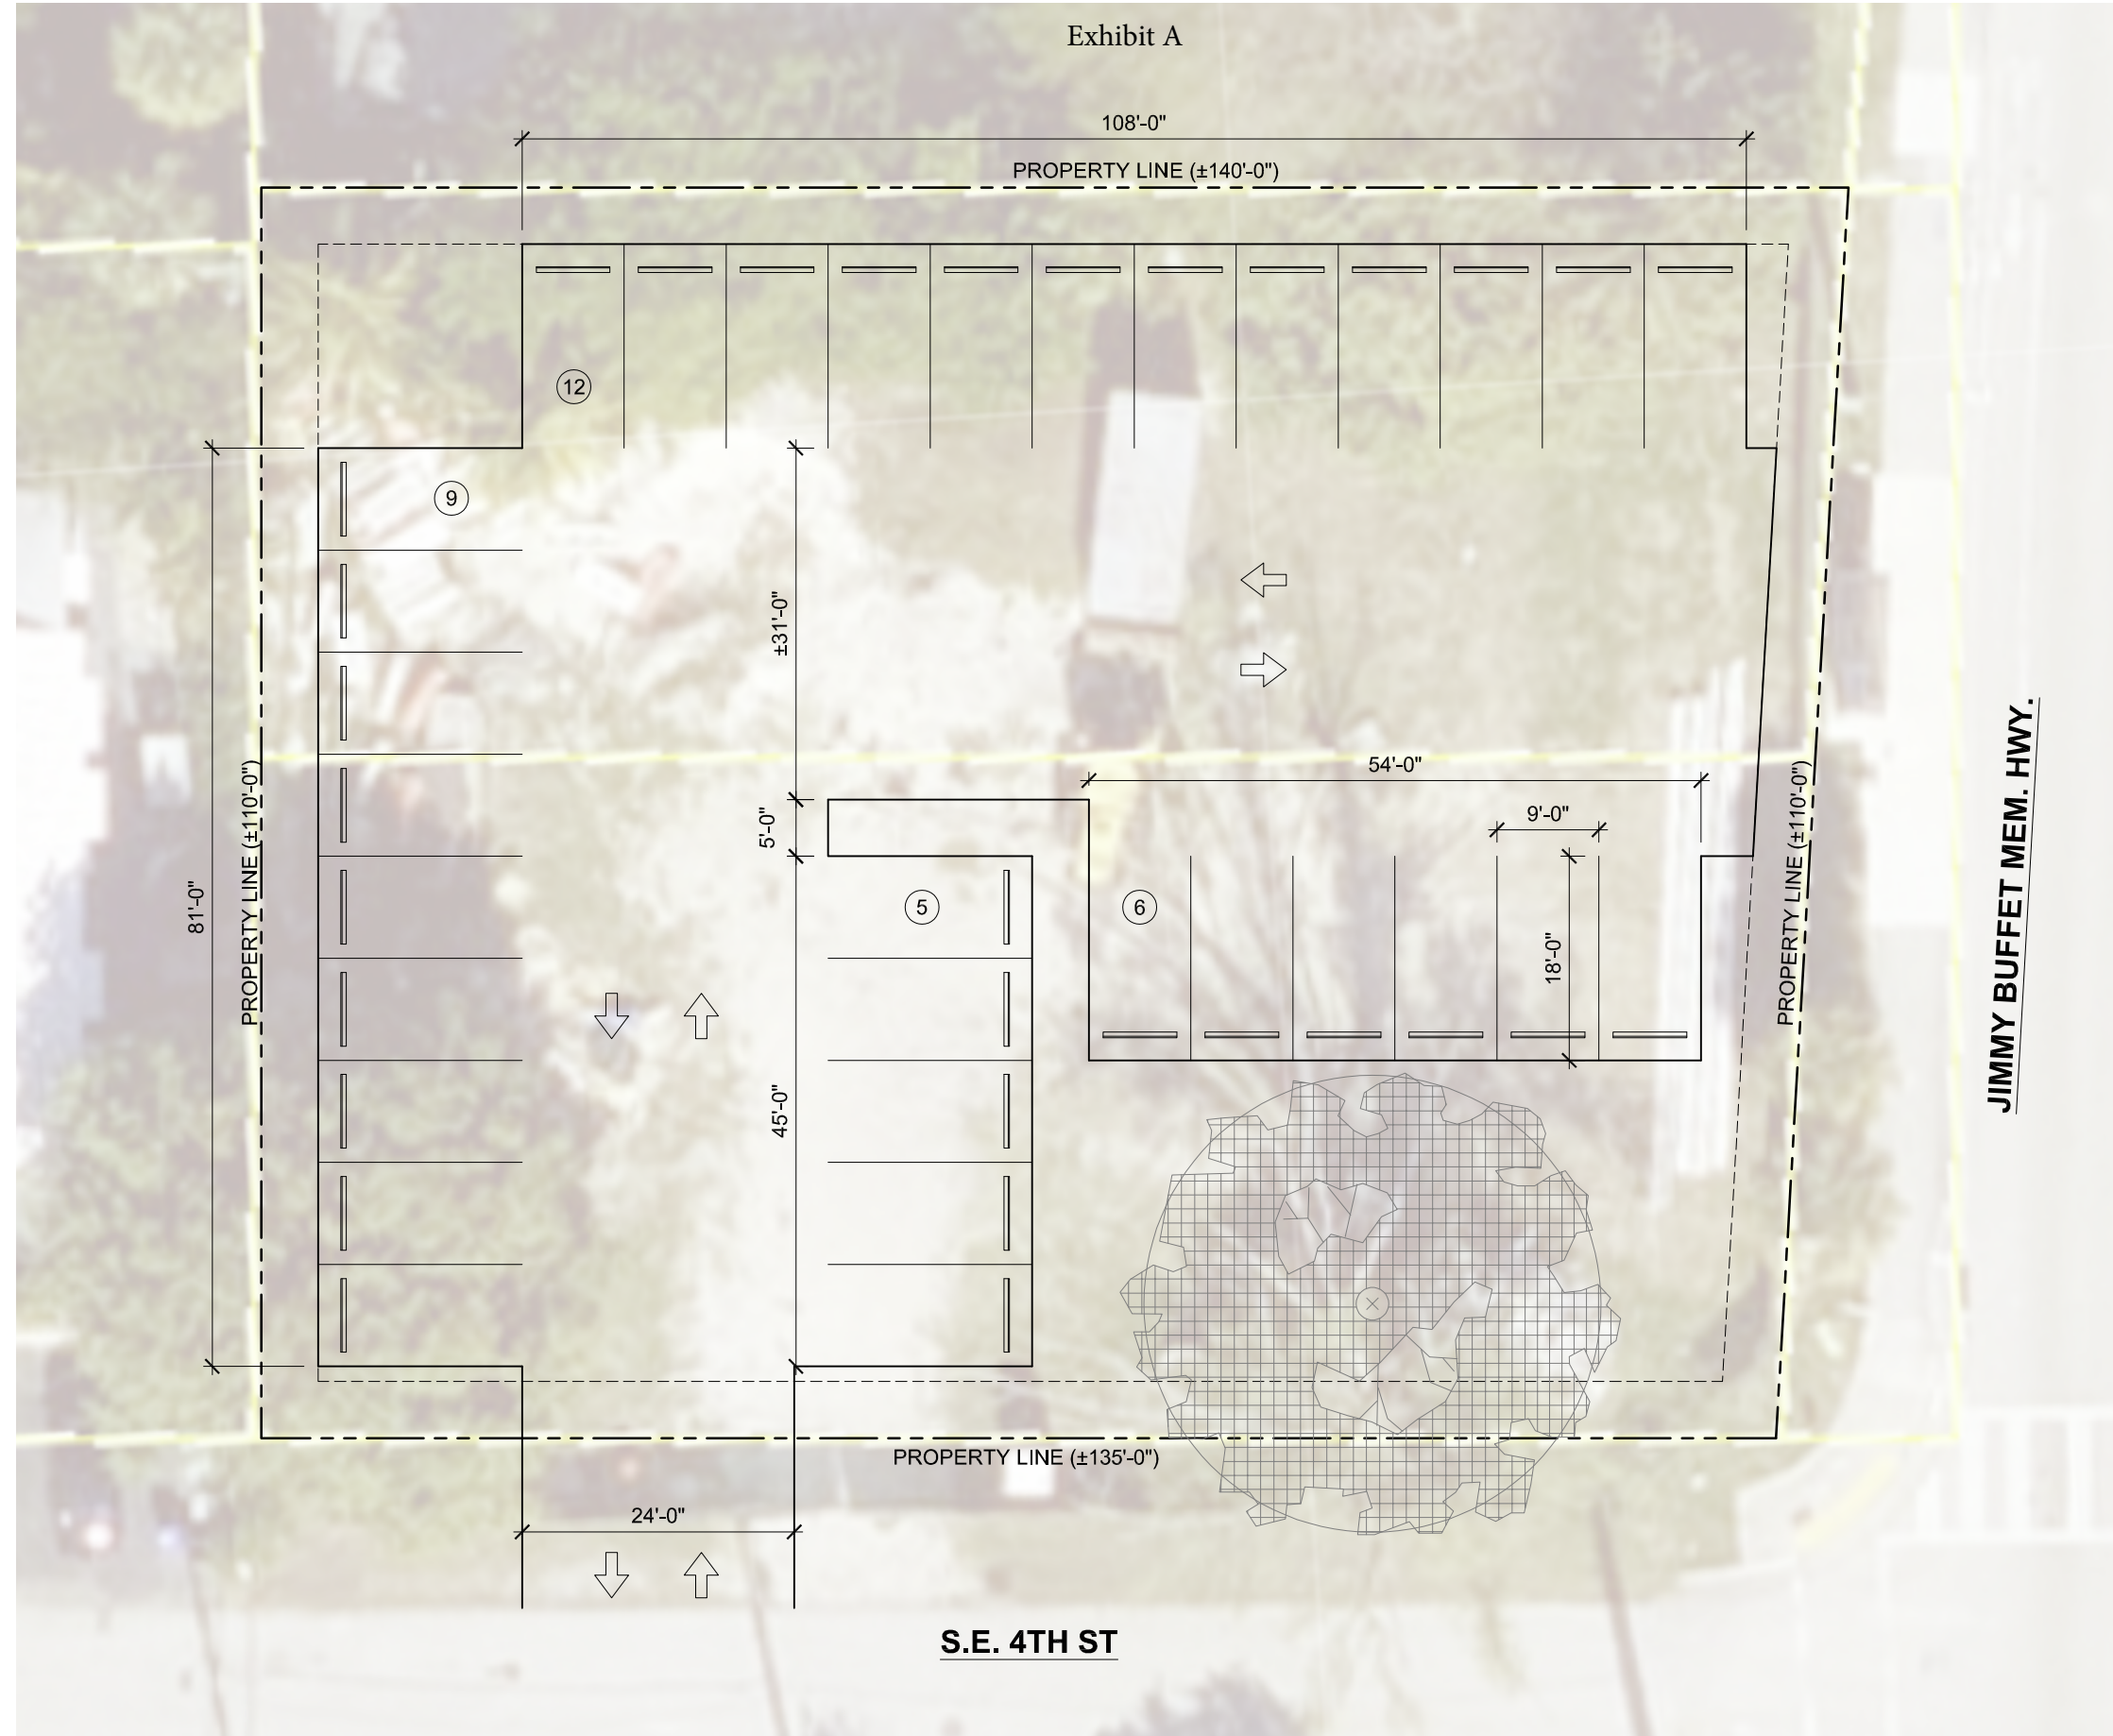 Exhibit A
108'-0"
PROPERTY LINE (±140'-0")
12
9
±31'-0"
54'-0"
9'-0"
5'-0"
81'-0"
PROPERTY LINE (±110'-0")
5
6
18'-0"
PROPERTY LINE (±110'-0")
JIMMY BUFFET MEM. HWY.
45'-0"
PROPERTY LINE (±135'-0")
24'-0"
S.E. 4TH ST